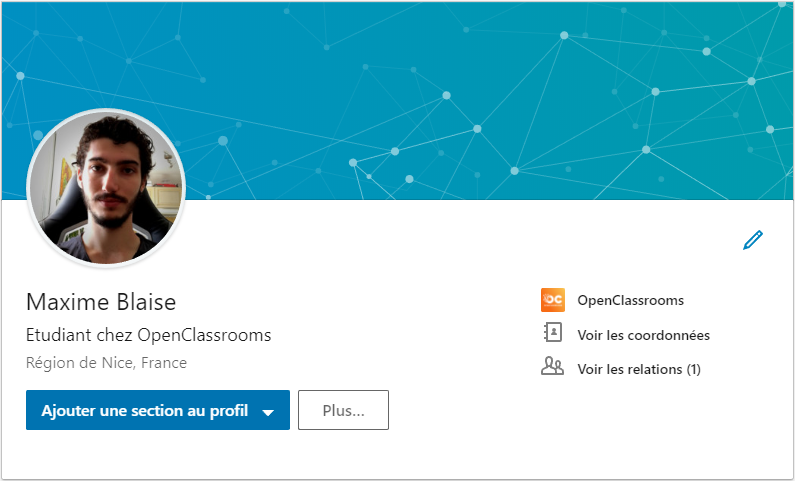 Maxime Blaise
Etudiant chez OpenClassrooms
Région de Nice, France
Ajouter une section au profil
Plus...
OC
OpenClassrooms
Voir les coordonnées
Voir les relations (1)